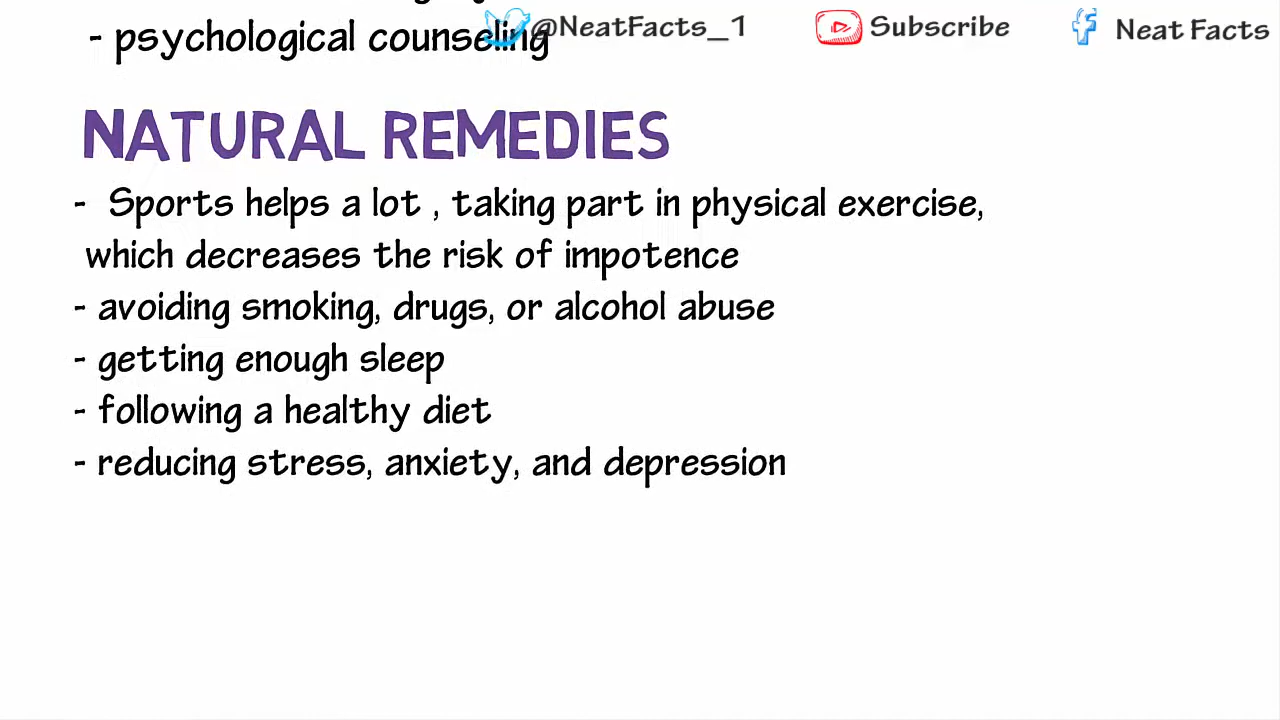 @NeatFacts_1 Subscribe Neat Facts
- psychological counseling
NATURAL REMEDIES
- Sports helps a lot , taking part in physical exercise,
which decreases the risk of impotence
- avoiding smoking, drugs, or alcohol abuse
- getting enough sleep
- following a healthy diet
- reducing stress, anxiety, and depression